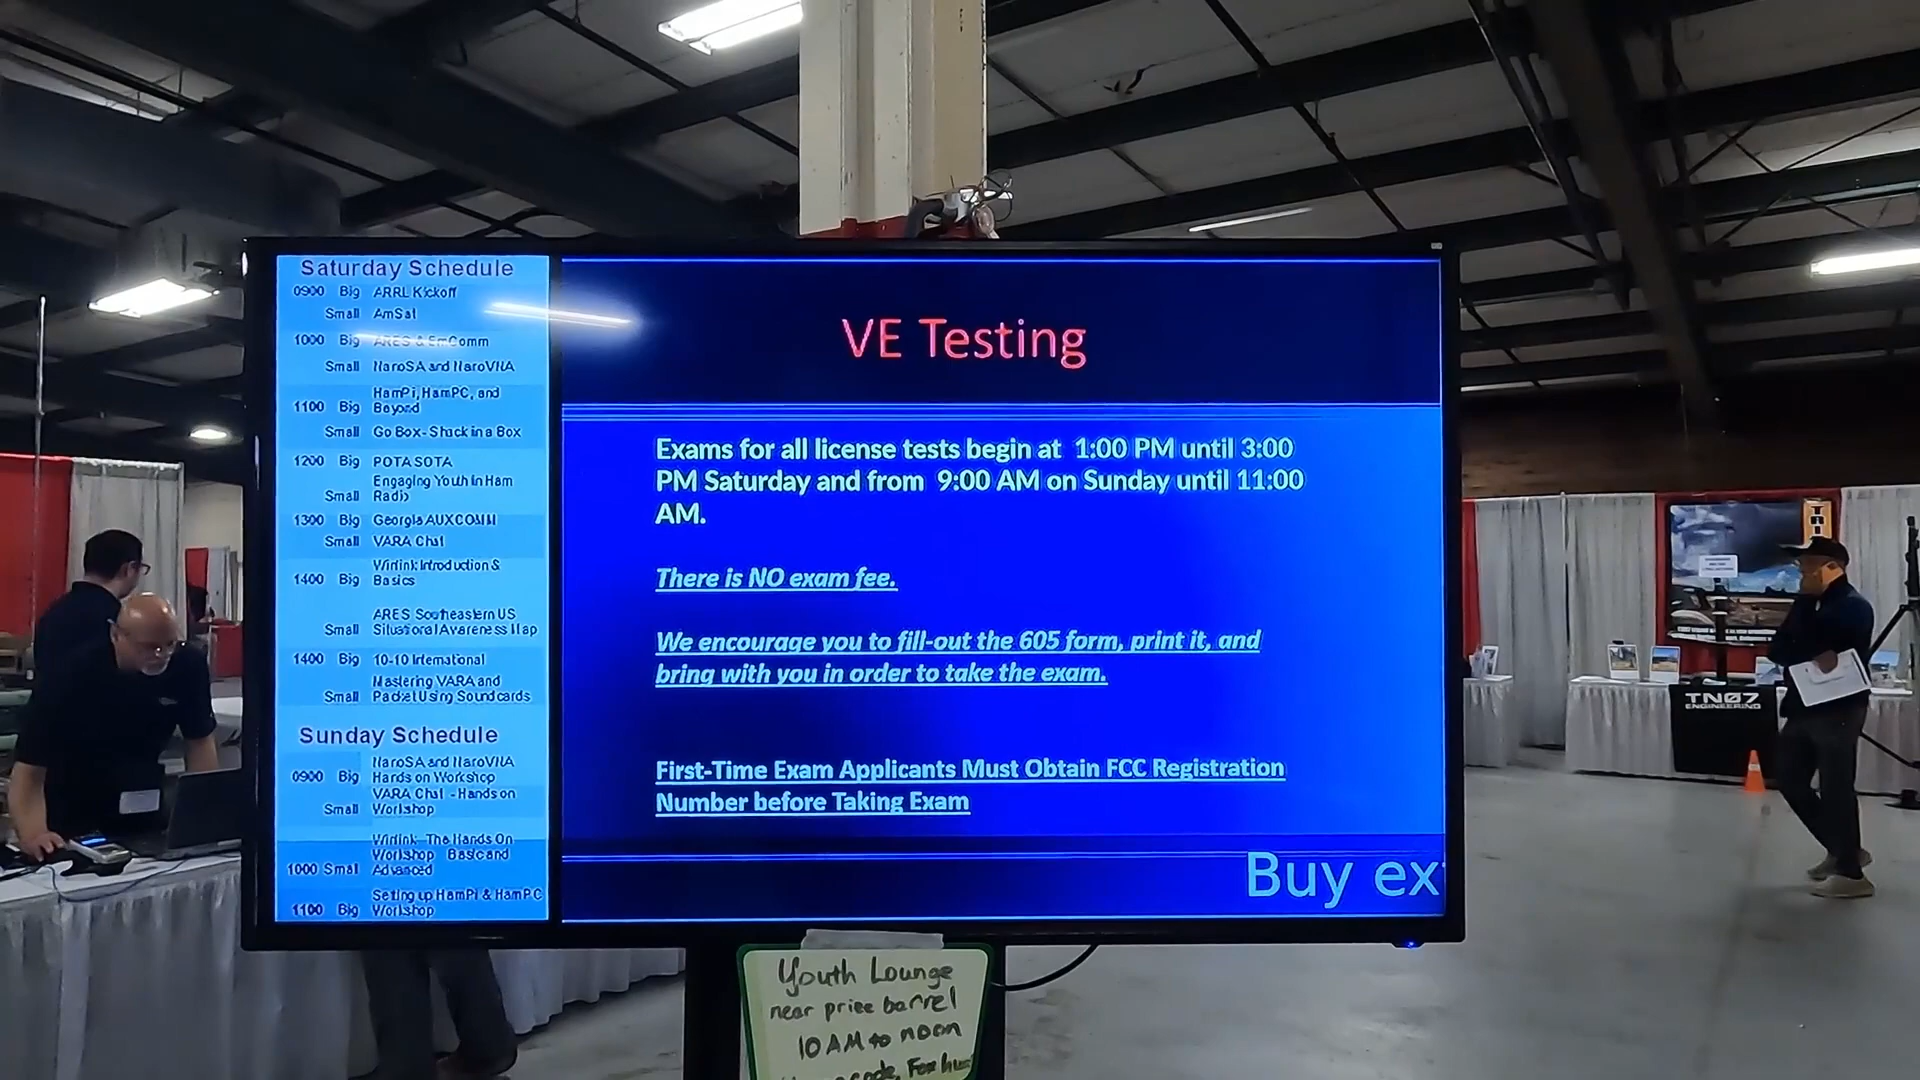 Saturday Schedule
0900 Big ARRL Kickoff
Small AmSat
1000 Big ARES & EmComm
Small NanoSA and NanoVNA
HamPi, HamPC, and
1100 Big Beyond
Small Go Box - Shack in a Box
1200 Big POTA SOTA
Engaging Youth in Ham
Small Radio
1300 Big Georgia AUXCOMM
Small VARA Chat
Winlink Introduction &
1400 Big Basics
ARES Southeastern US
Small Situational Awareness Map
1400 Big 10-10 International
Mastering VARA and
Small Packet Using Soundcards
Sunday Schedule
NanoSA and NanoVNA
0900 Big Hands on Workshop
VARA Chat - Hands on
Small Workshop
Winlink The Hands On
Workshop Basic and
1000 Small Advanced
Setting up HamPi & HamPC
1100 Big Workshop
VE Testing
Exams for all license tests begin at 1:00 PM until 3:00
PM Saturday and from 9:00 AM on Sunday until 11:00
AM.
There is NO exam fee.
We encourage you to fill-out the 605 form, print it, and
bring with you in order to take the exam.
First-Time Exam Applicants Must Obtain FCC Registration
Number before Taking Exam
Buy ex
Youth Lounge
near prize barrel
10 AM to noon
code, Fox hu
TN07
ENGINEERING